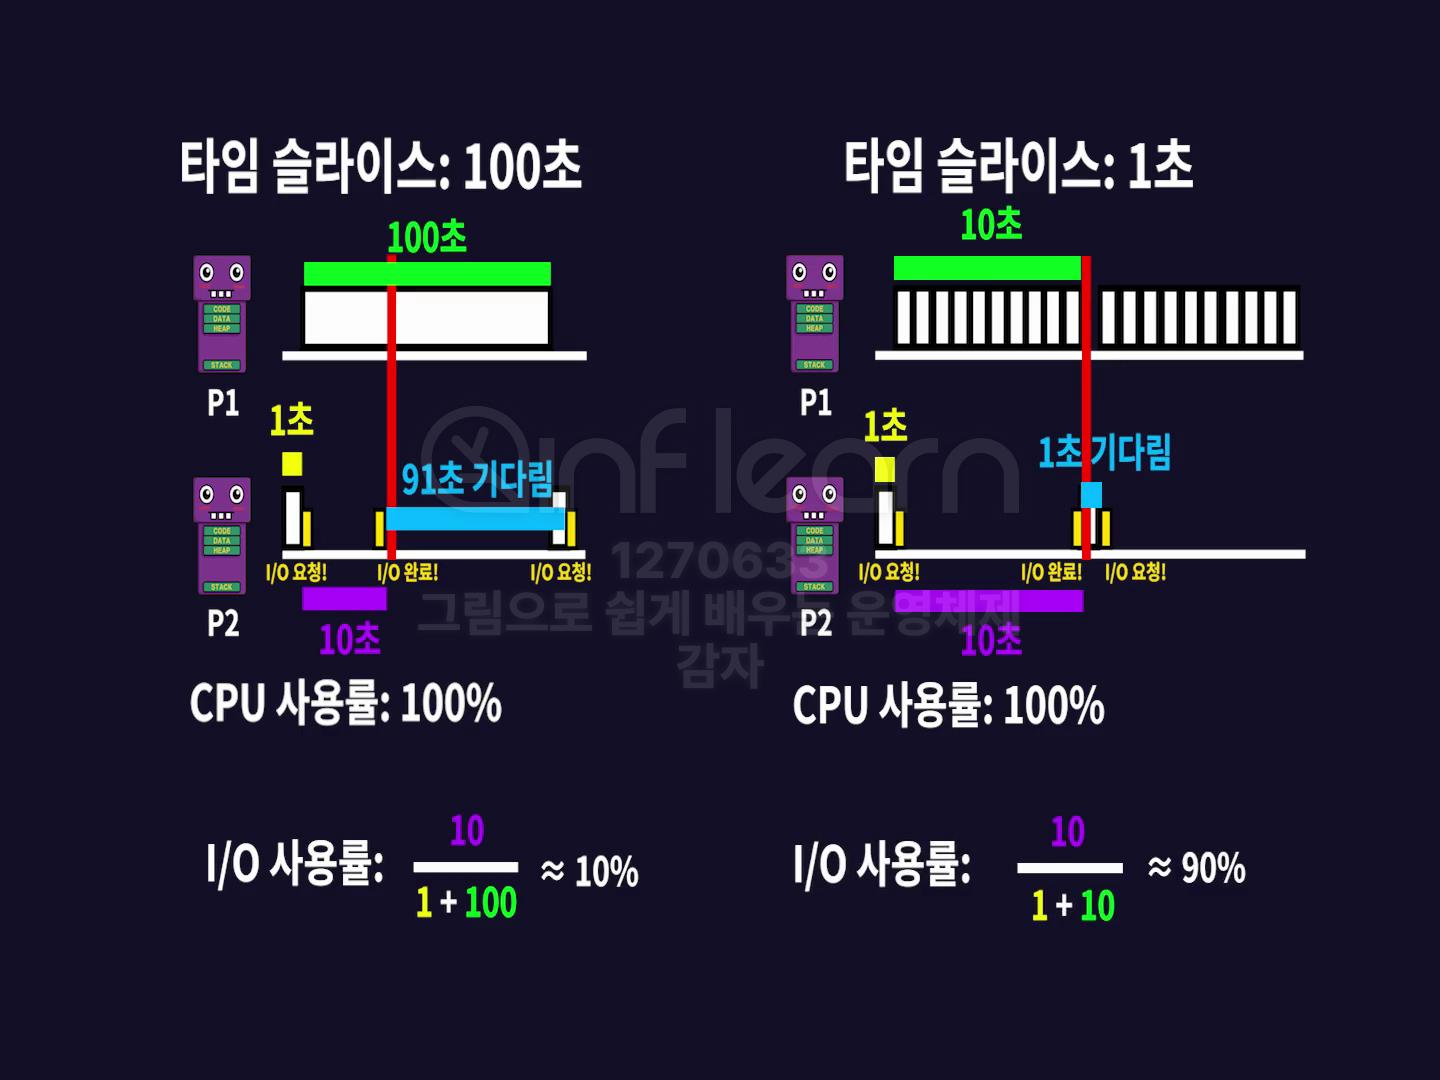 타임 슬라이스: 100초
100초
CODE
DATA
HEAP
STACK
P1
1초
91초 기다림
CODE
DATA
HEAP
STACK
I/O 요청!
I/O 완료!
I/O 요청!
P2
10초
CPU 사용률: 100%
I/O 사용률:
10
1 + 100
≈ 10%
타임 슬라이스: 1초
10초
CODE
DATA
HEAP
STACK
P1
1초
1초 기다림
CODE
DATA
HEAP
STACK
I/O 요청!
I/O 완료!
I/O 요청!
P2
10초
CPU 사용률: 100%
I/O 사용률:
10
1 + 10
≈ 90%
inflearn
1270633
그림으로 쉽게 배우는 운영체제
감자